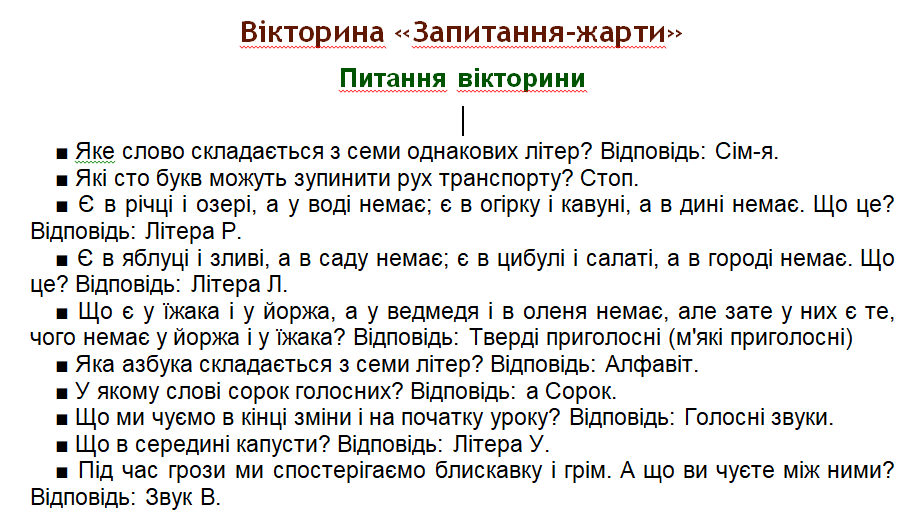 Вікторина «Запитання-жарти»
Питання вікторини
■ Яке слово складається з семи однакових літер? Відповідь: Сім-я.
■ Які сто букв можуть зупинити рух транспорту? Стоп.
■ Є в річці і озері, а у воді немає; є в огірку і кавуні, а в дині немає. Що це?
Відповідь: Літера Р.
■ Є в яблуці і зливі, а в саду немає; є в цибулі і салаті, а в городі немає. Що
це? Відповідь: Літера Л.
■ Що є у їжака і у йоржа, а у ведмедя і в оленя немає, але зате у них є те,
чого немає у йоржа і у їжака? Відповідь: Тверді приголосні (м'які приголосні)
■ Яка азбука складається з семи літер? Відповідь: Алфавіт.
■ У якому слові сорок голосних? Відповідь: а Сорок.
■ Що ми чуємо в кінці зміни і на початку уроку? Відповідь: Голосні звуки.
■ Що в середині капусти? Відповідь: Літера У.
■ Під час грози ми спостерігаємо блискавку і грім. А що ви чуєте між ними?
Відповідь: Звук В.